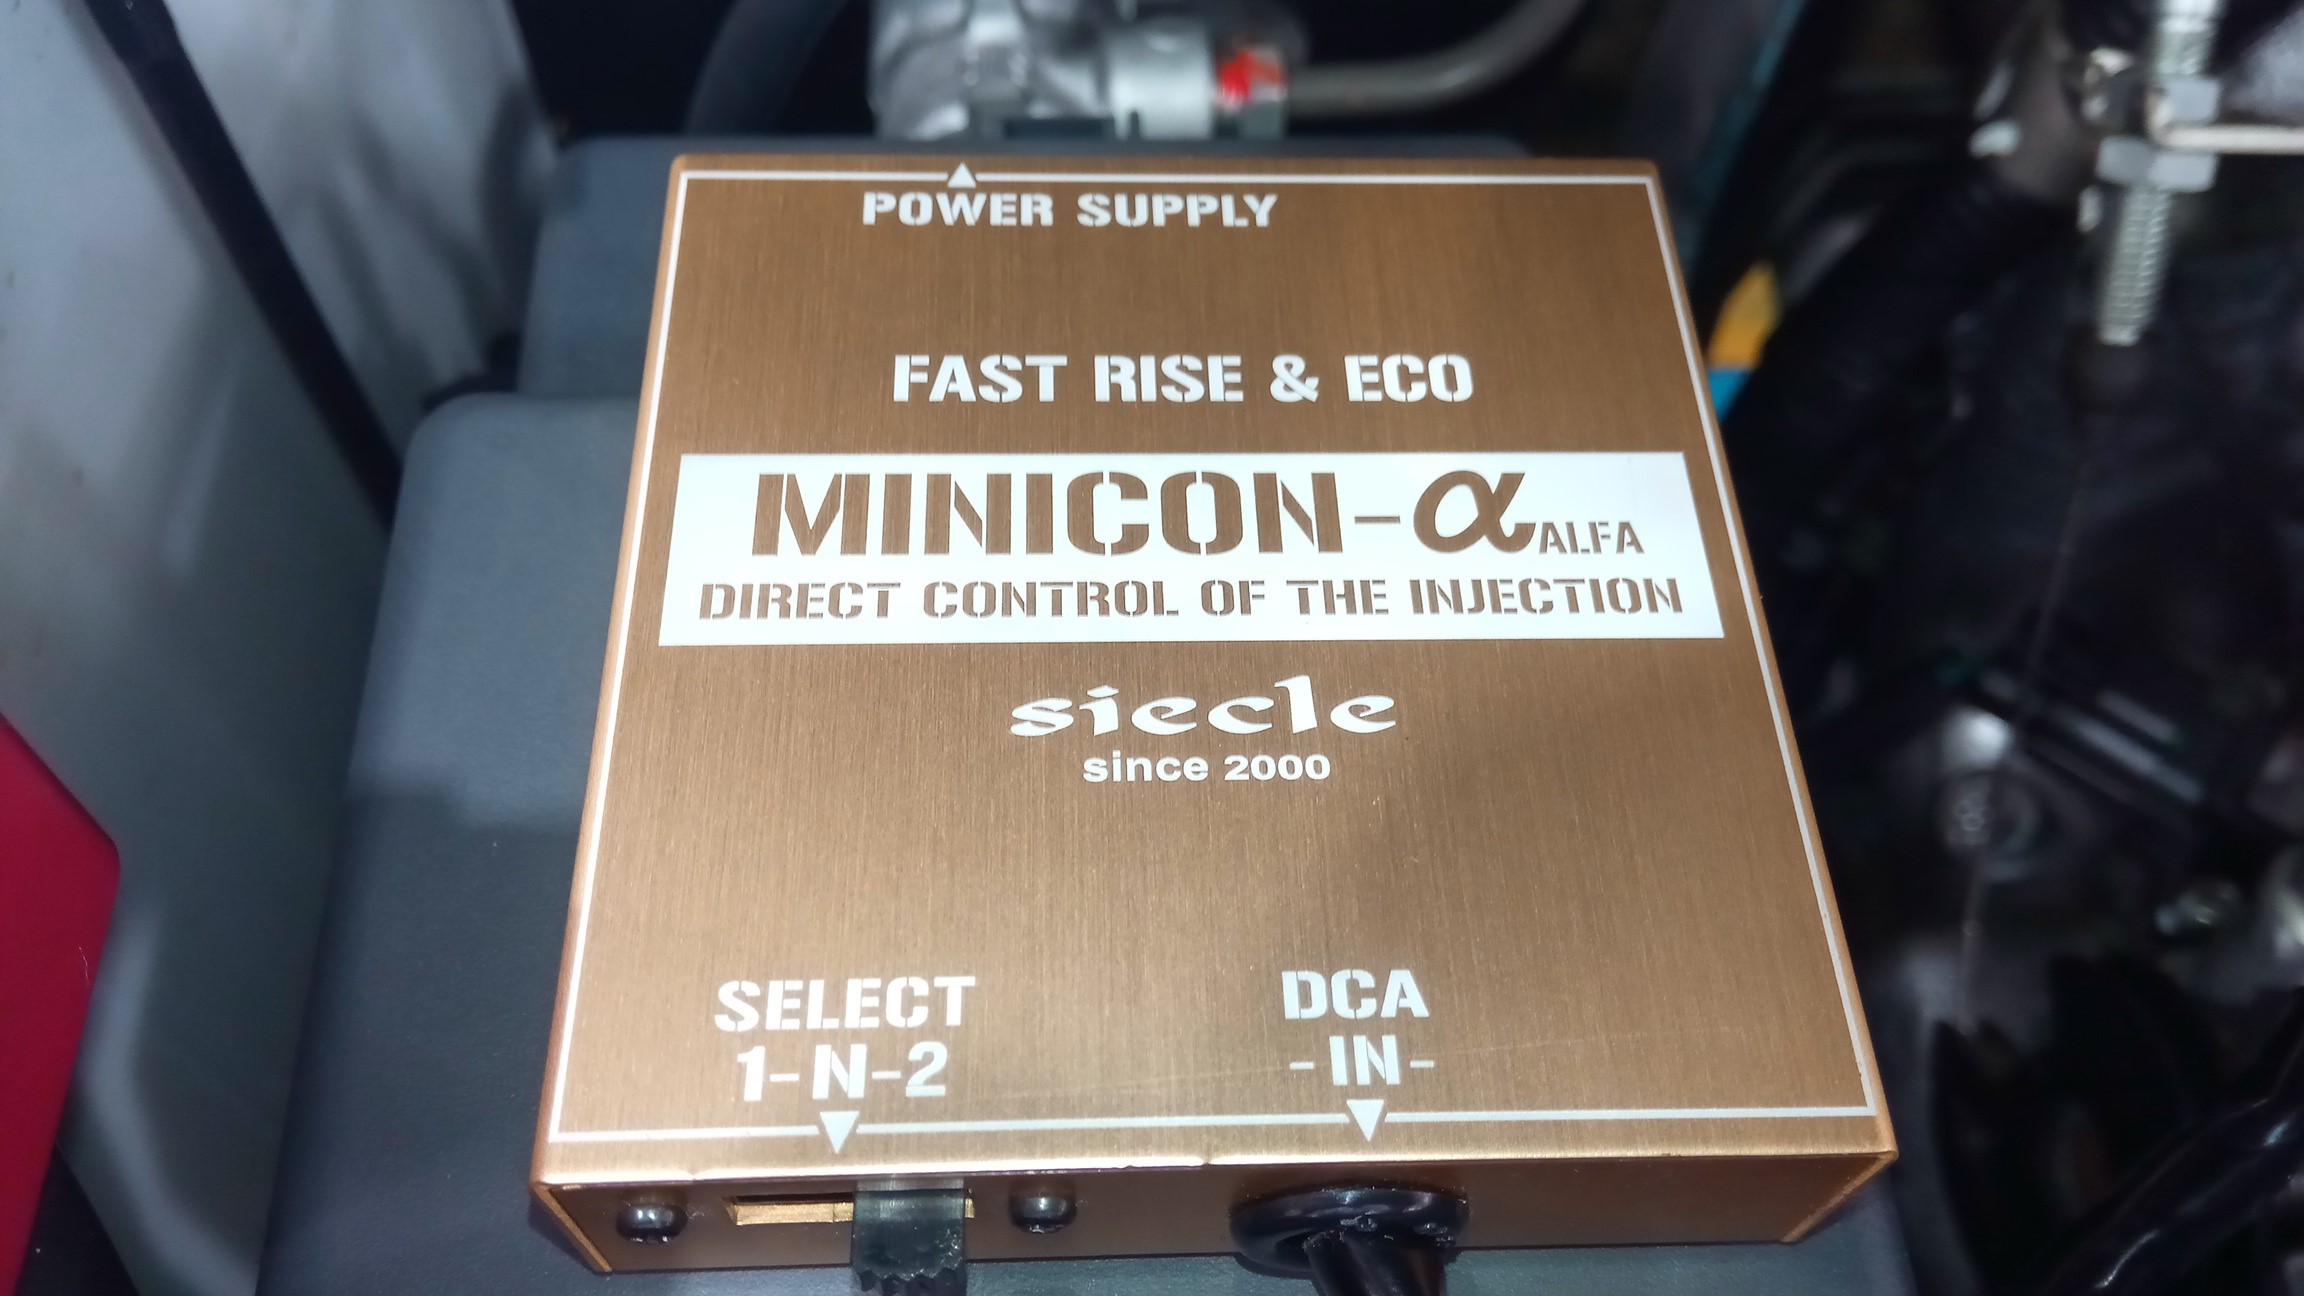 POWER SUPPLY
FAST RISE & ECO
MINICON-α ALFA
DIRECT CONTROL OF THE INJECTION
siecle
since 2000
SELECT
1-N-2
DCA
-IN-